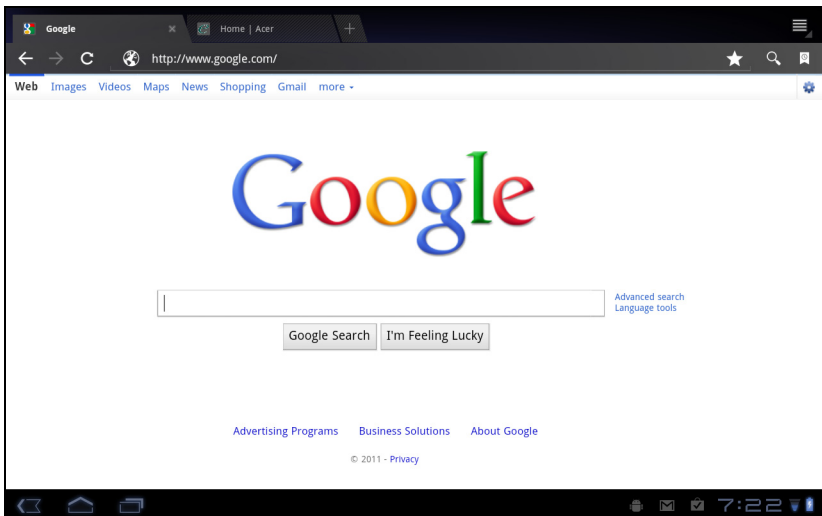 Google
Home | Acer
http://www.google.com/
Web Images Videos Maps News Shopping Gmail more
Google
Advanced search
Language tools
Google Search I'm Feeling Lucky
Advertising Programs Business Solutions About Google
© 2011 - Privacy
7:22